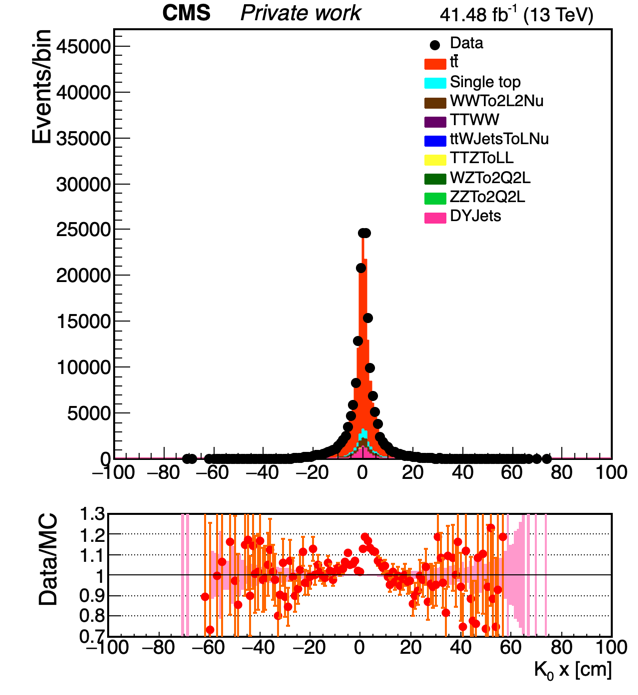 CMS Private work 41.48 fb⁻¹ (13 TeV)
Events/bin
45000
40000
35000
30000
25000
20000
15000
10000
5000
0
Data
tt̄
Single top
WWTo2L2Nu
TTWW
ttWJetsToLNu
TTZToLL
WZTo2Q2L
ZZTo2Q2L
DYJets
−100 −80 −60 −40 −20 0 20 40 60 80 100
Data/MC
1.3
1.2
1.1
1
0.9
0.8
0.7
−100 −80 −60 −40 −20 0 20 40 60 80 100
K₀ x [cm]